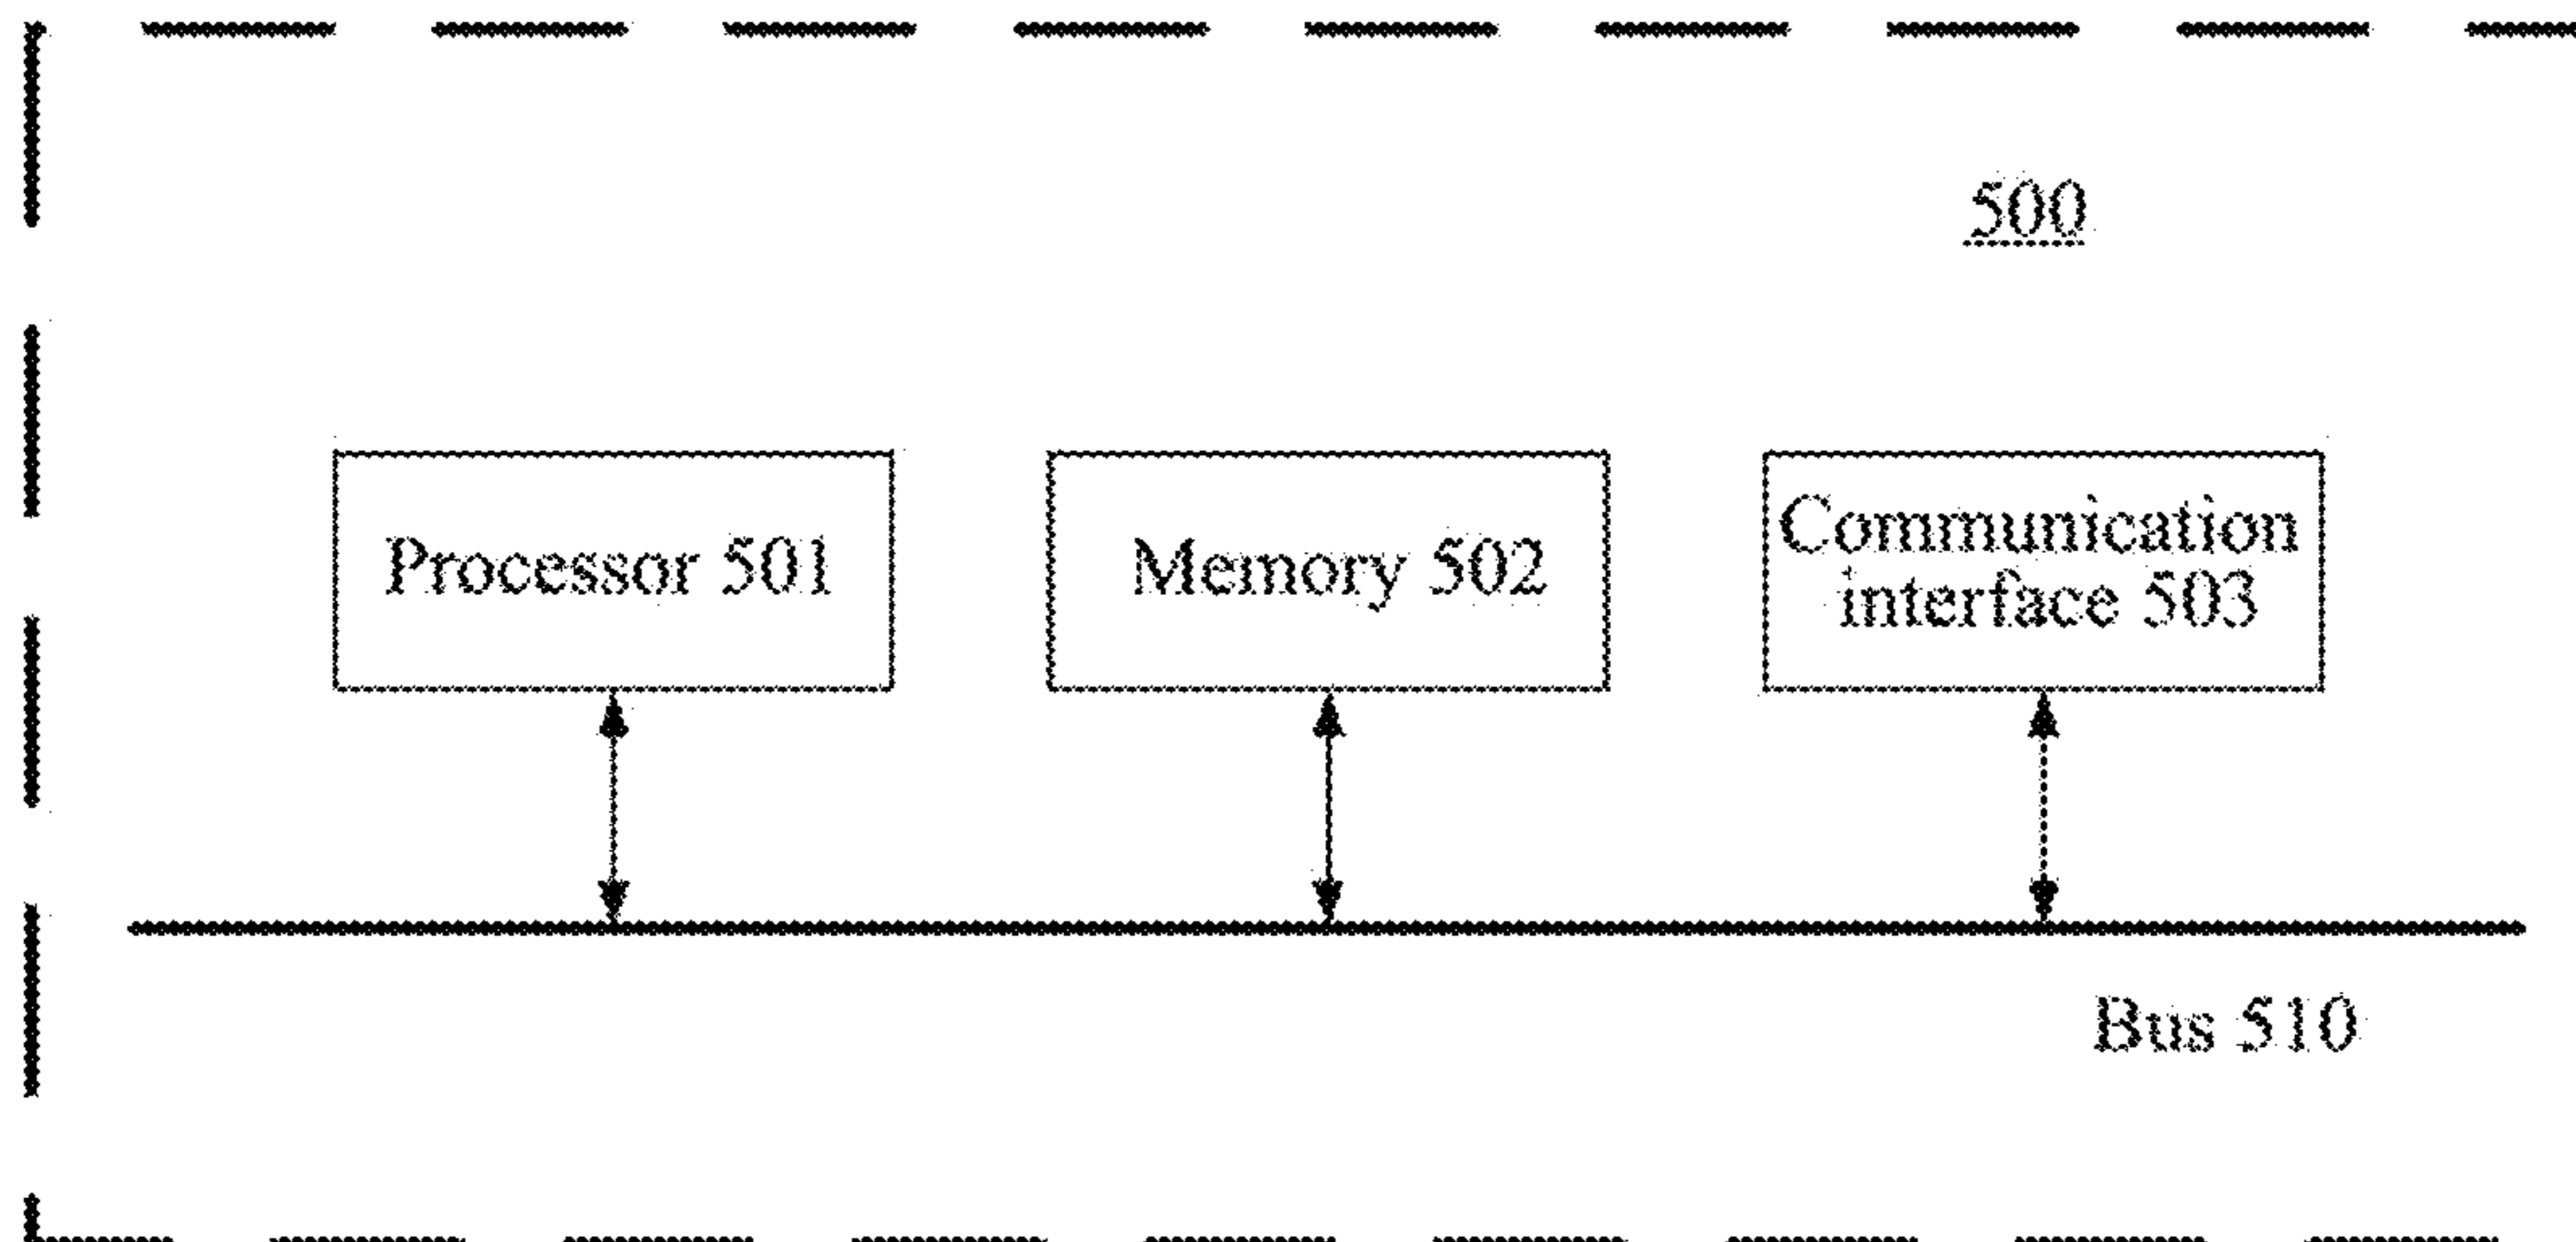 500
Processor 501
Memory 502
Communication
interface 503
Bus 510